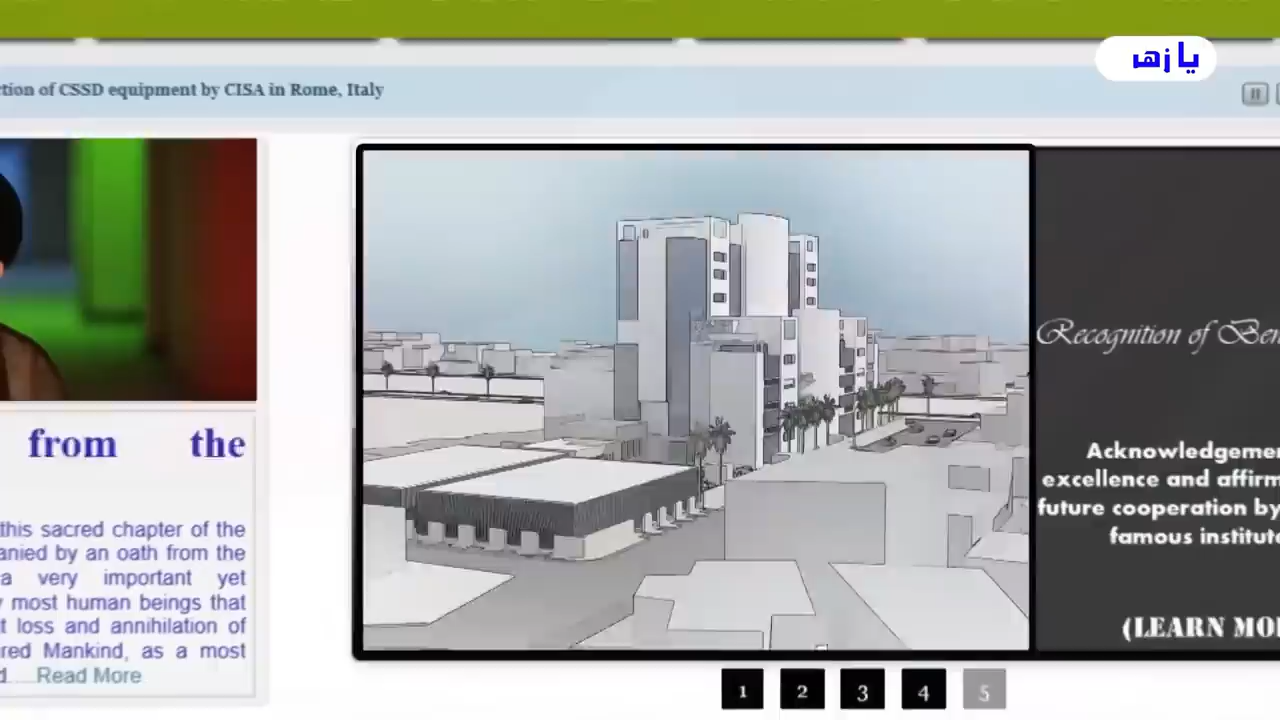 یا زهر
tion of CSSD equipment by CISA in Rome, Italy
from the
this sacred chapter of the
anied by an oath from the
a very important yet
y most human beings that
t loss and annihilation of
red Mankind, as a most
d.....Read More
Recognition of Ben
Acknowledgemen
excellence and affirm
future cooperation by
famous institute
(LEARN MOR
1 2 3 4 5